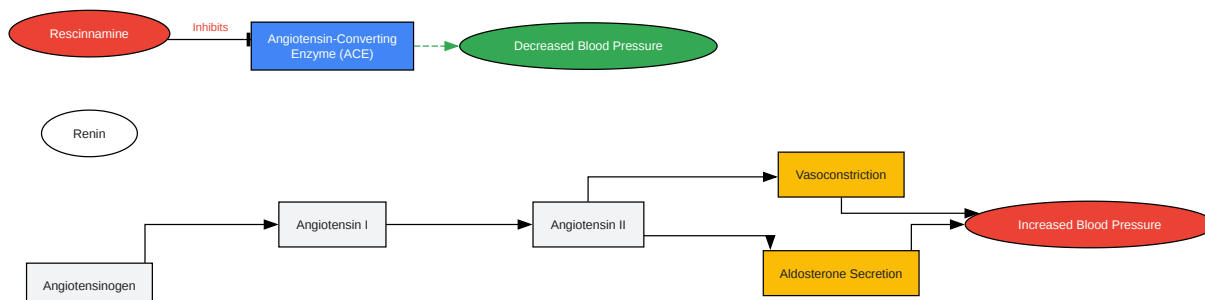 Rescinnamine
Inhibits
Angiotensin-Converting
Enzyme (ACE)
Decreased Blood Pressure
Renin
Vasoconstriction
Angiotensin I
Angiotensin II
Increased Blood Pressure
Aldosterone Secretion
Angiotensinogen